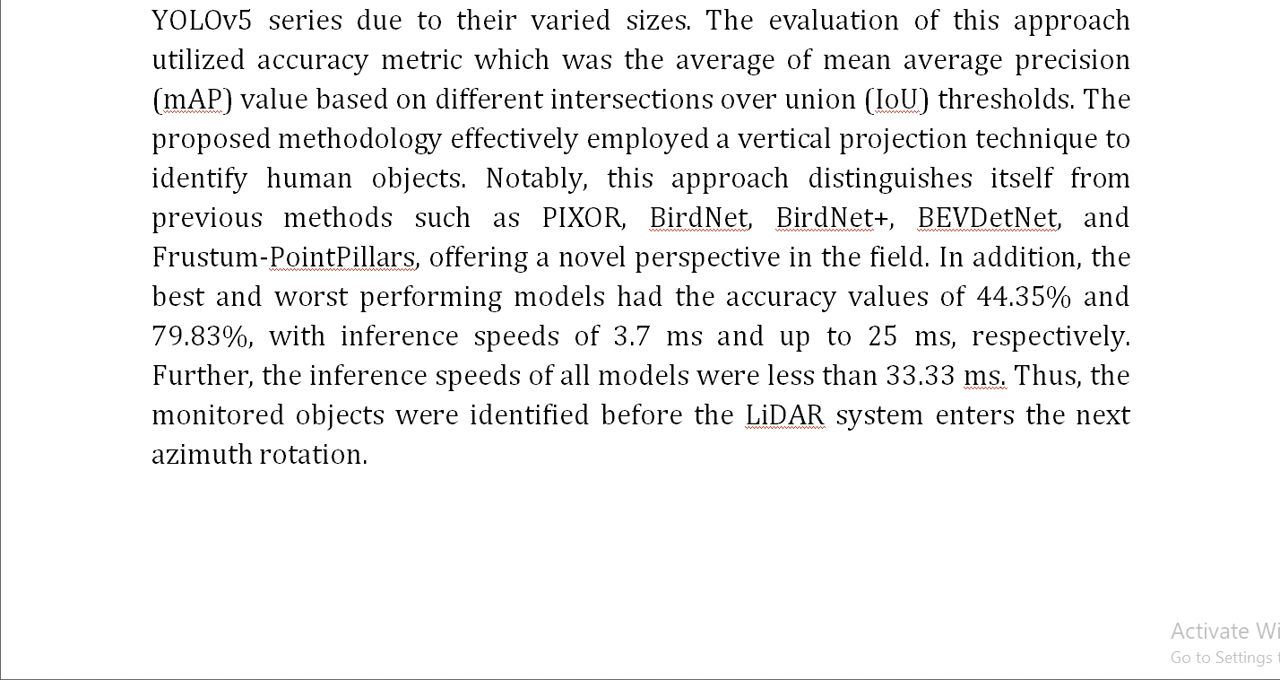 YOLOv5 series due to their varied sizes. The evaluation of this approach
utilized accuracy metric which was the average of mean average precision
(mAP) value based on different intersections over union (IoU) thresholds. The
proposed methodology effectively employed a vertical projection technique to
identify human objects. Notably, this approach distinguishes itself from
previous methods such as PIXOR, BirdNet, BirdNet+, BEVDetNet, and
Frustum-PointPillars, offering a novel perspective in the field. In addition, the
best and worst performing models had the accuracy values of 44.35% and
79.83%, with inference speeds of 3.7 ms and up to 25 ms, respectively.
Further, the inference speeds of all models were less than 33.33 ms. Thus, the
monitored objects were identified before the LiDAR system enters the next
azimuth rotation.
Activate Wi
Go to Settings t